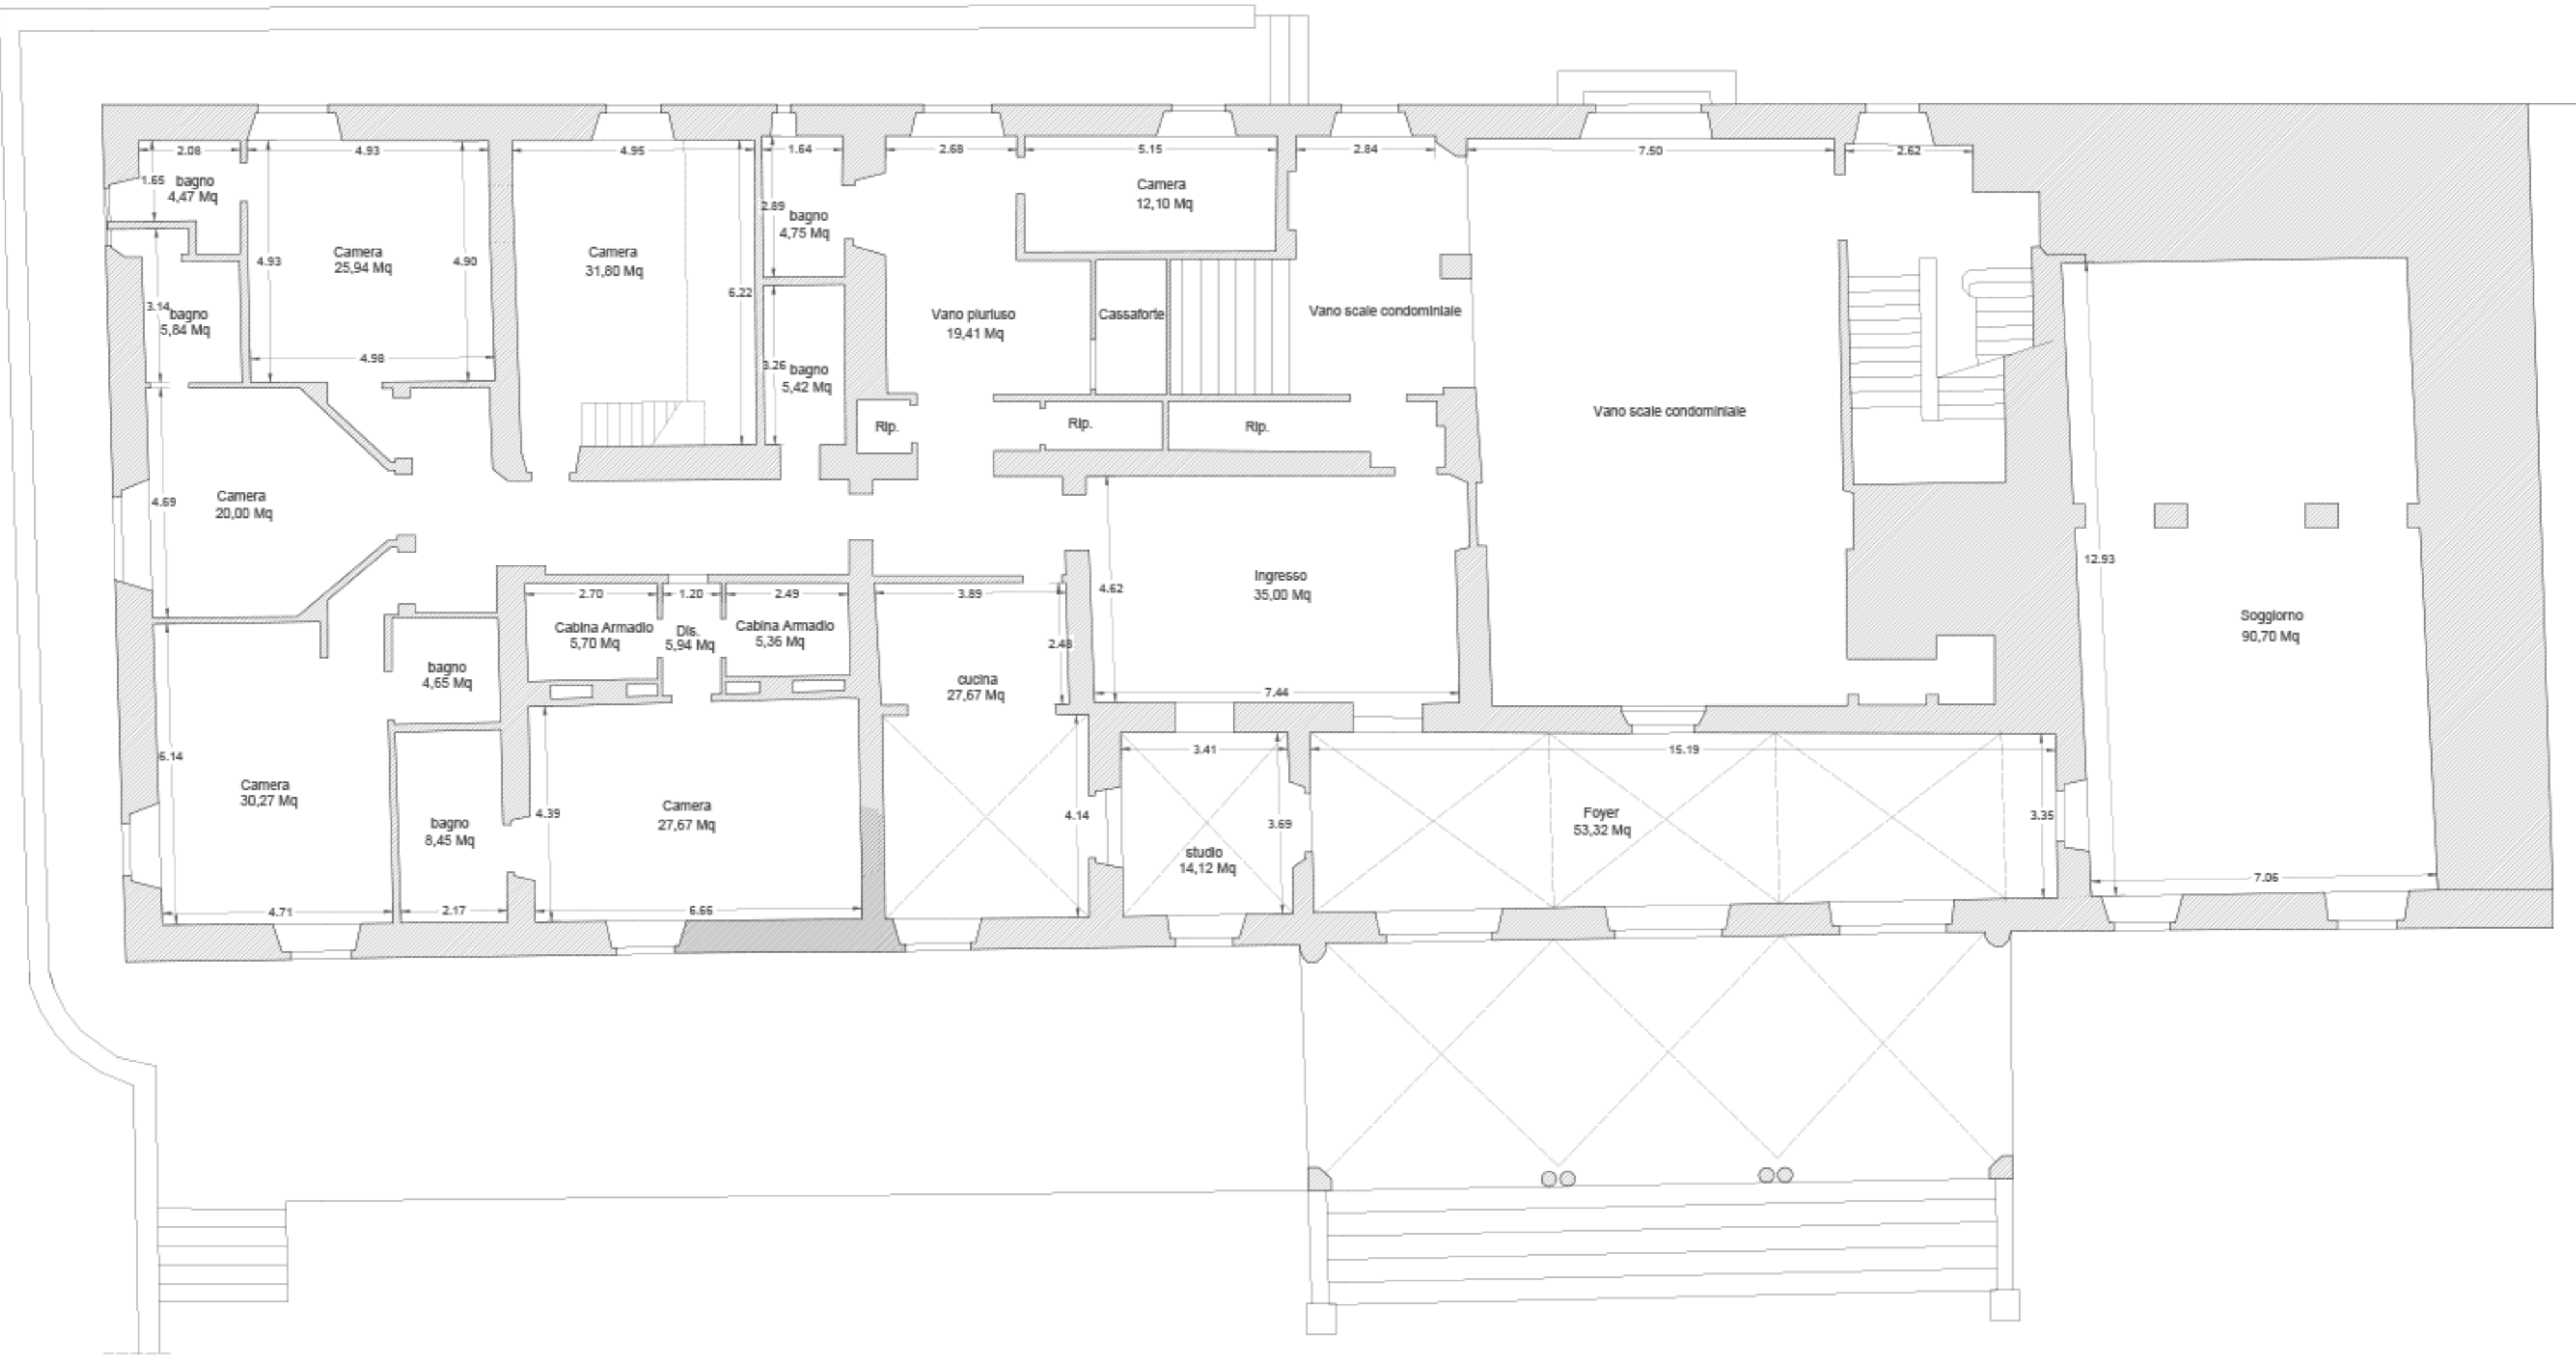 2.08
4.93
4.95
1.64
2.68
5.15
2.84
7.50
2.62
1.65
bagno
4,47 Mq
Camera
25,94 Mq
4.93
4.90
4.98
Camera
31,80 Mq
6.22
2.89
bagno
4,75 Mq
Camera
12,10 Mq
3.14
bagno
5,84 Mq
3.26
bagno
5,42 Mq
Vano pluriuso
19,41 Mq
Cassaforte
Vano scale condominiale
Vano scale condominiale
Rip.
Rip.
Rip.
Camera
20,00 Mq
4.69
12.93
Soggiorno
90,70 Mq
7.06
2.70
1.20
2.49
3.89
Cabina Armadio
5,70 Mq
Dis.
5,94 Mq
Cabina Armadio
5,36 Mq
2.48
cucina
27,67 Mq
4.62
Ingresso
35,00 Mq
7.44
bagno
4,65 Mq
6.14
Camera
30,27 Mq
4.71
bagno
8,45 Mq
2.17
4.39
Camera
27,67 Mq
6.66
4.14
3.41
3.69
studio
14,12 Mq
15.19
Foyer
53,32 Mq
3.35